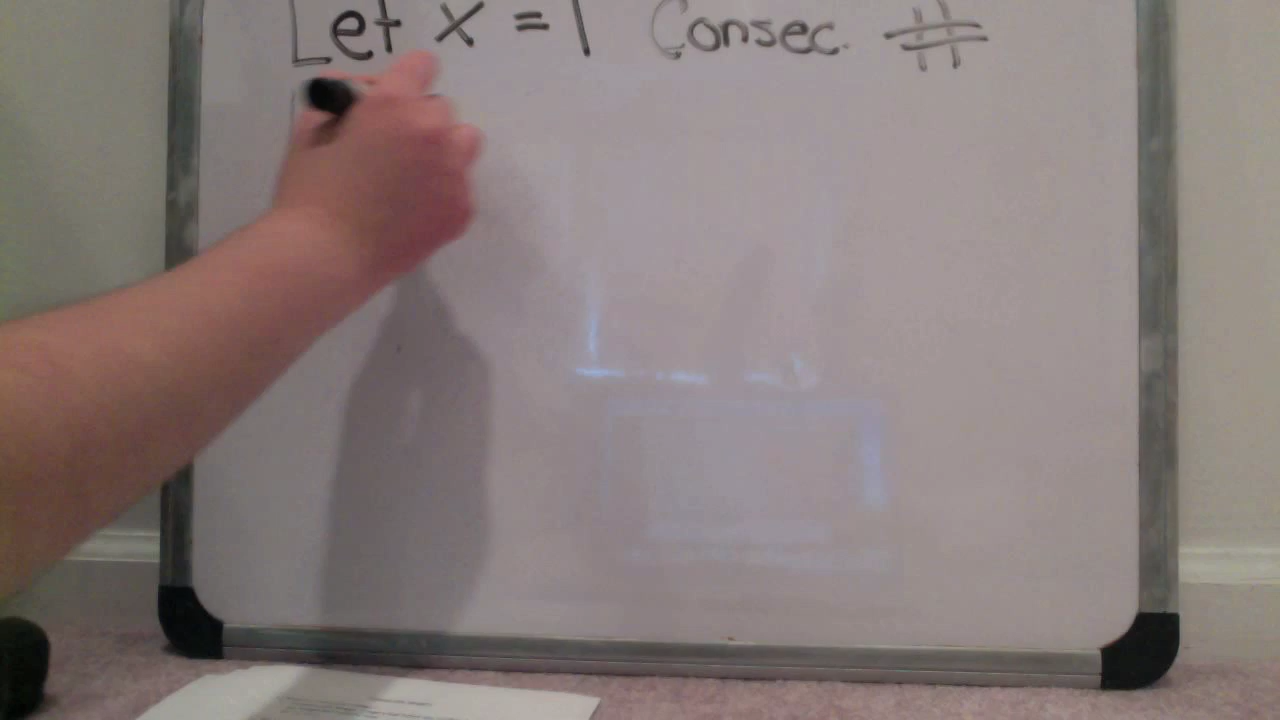 Let x = 1 Consec. #